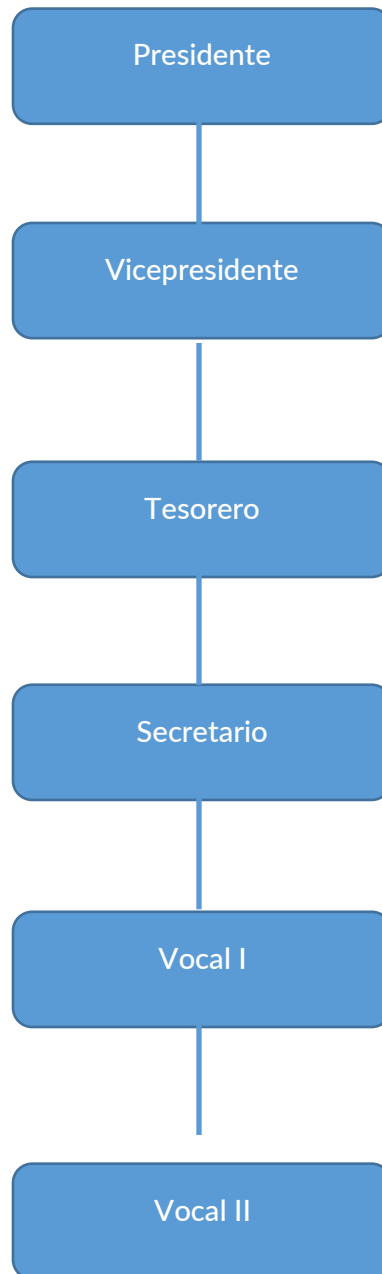 Presidente
Vicepresidente
Tesorero
Secretario
Vocal I
Vocal II